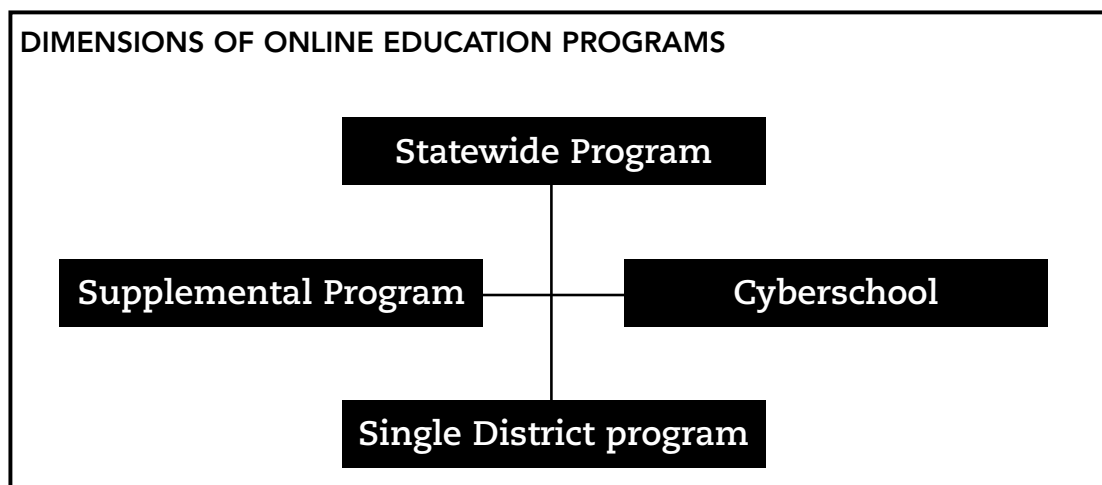 DIMENSIONS OF ONLINE EDUCATION PROGRAMS
Statewide Program
Supplemental Program
Cyberschool
Single District program